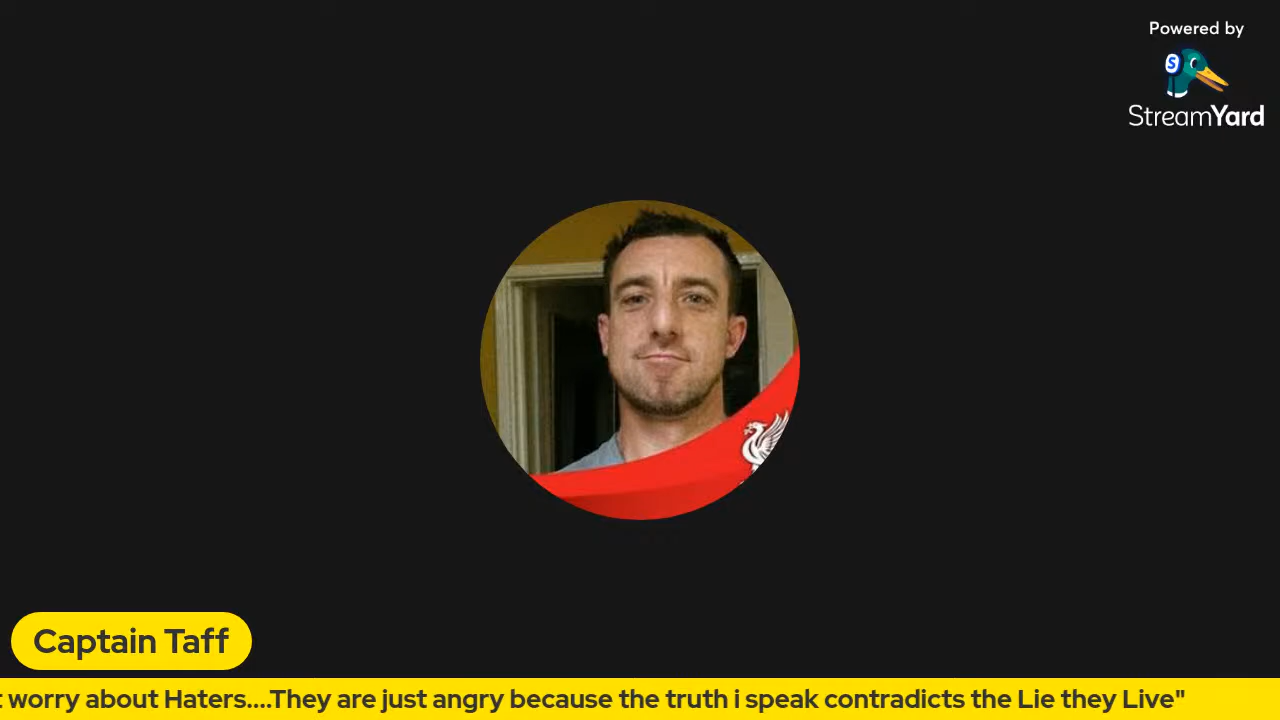 Powered by
S
StreamYard
Captain Taff
worry about Haters....They are just angry because the truth i speak contradicts the Lie they Live"